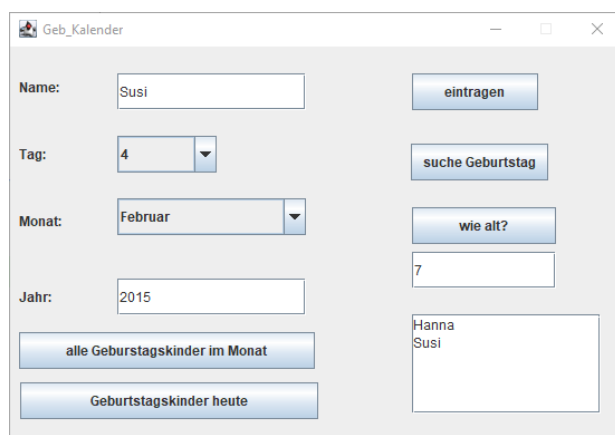 Geb_Kalender
Name:
Susi
eintragen
Tag:
4
suche Geburtstag
Monat:
Februar
wie alt?
7
Jahr:
2015
Hanna
Susi
alle Geburstagskinder im Monat
Geburtstagskinder heute